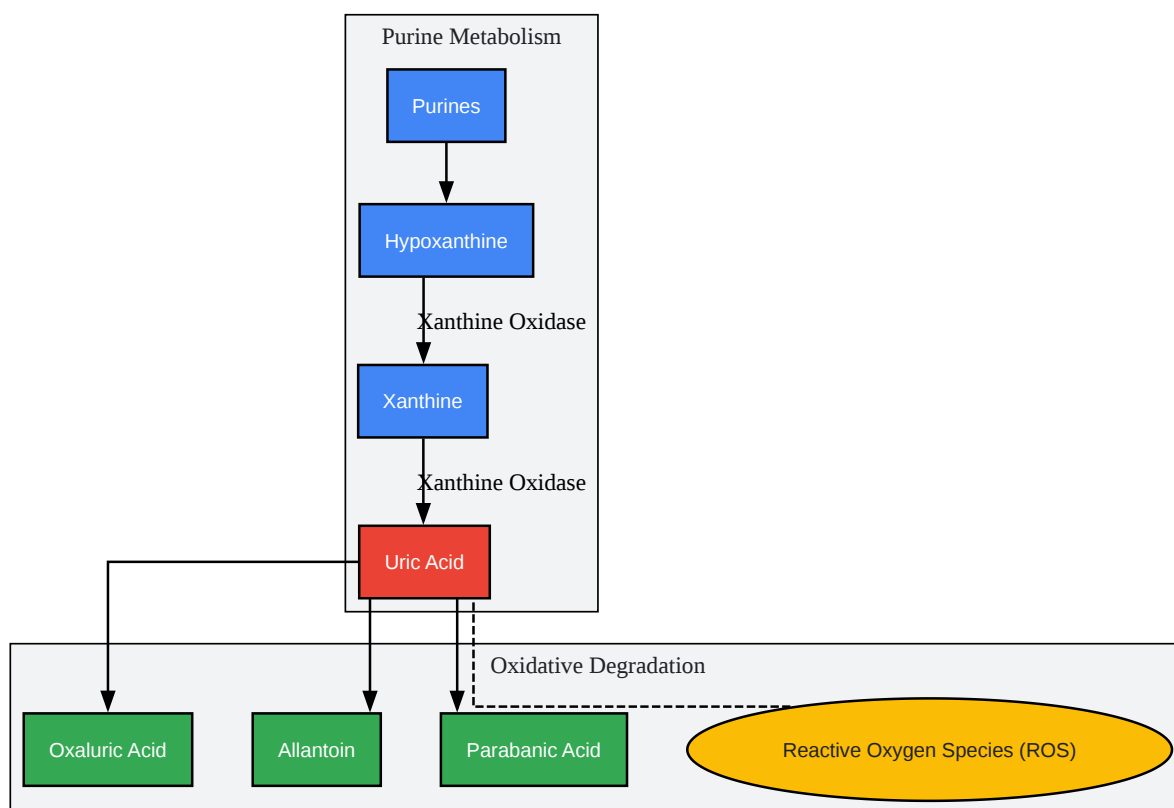 Purine Metabolism
Purines
Hypoxanthine
Xanthine Oxidase
Xanthine
Xanthine Oxidase
Uric Acid
Oxidative Degradation
Oxaluric Acid
Allantoin
Parabanic Acid
Reactive Oxygen Species (ROS)